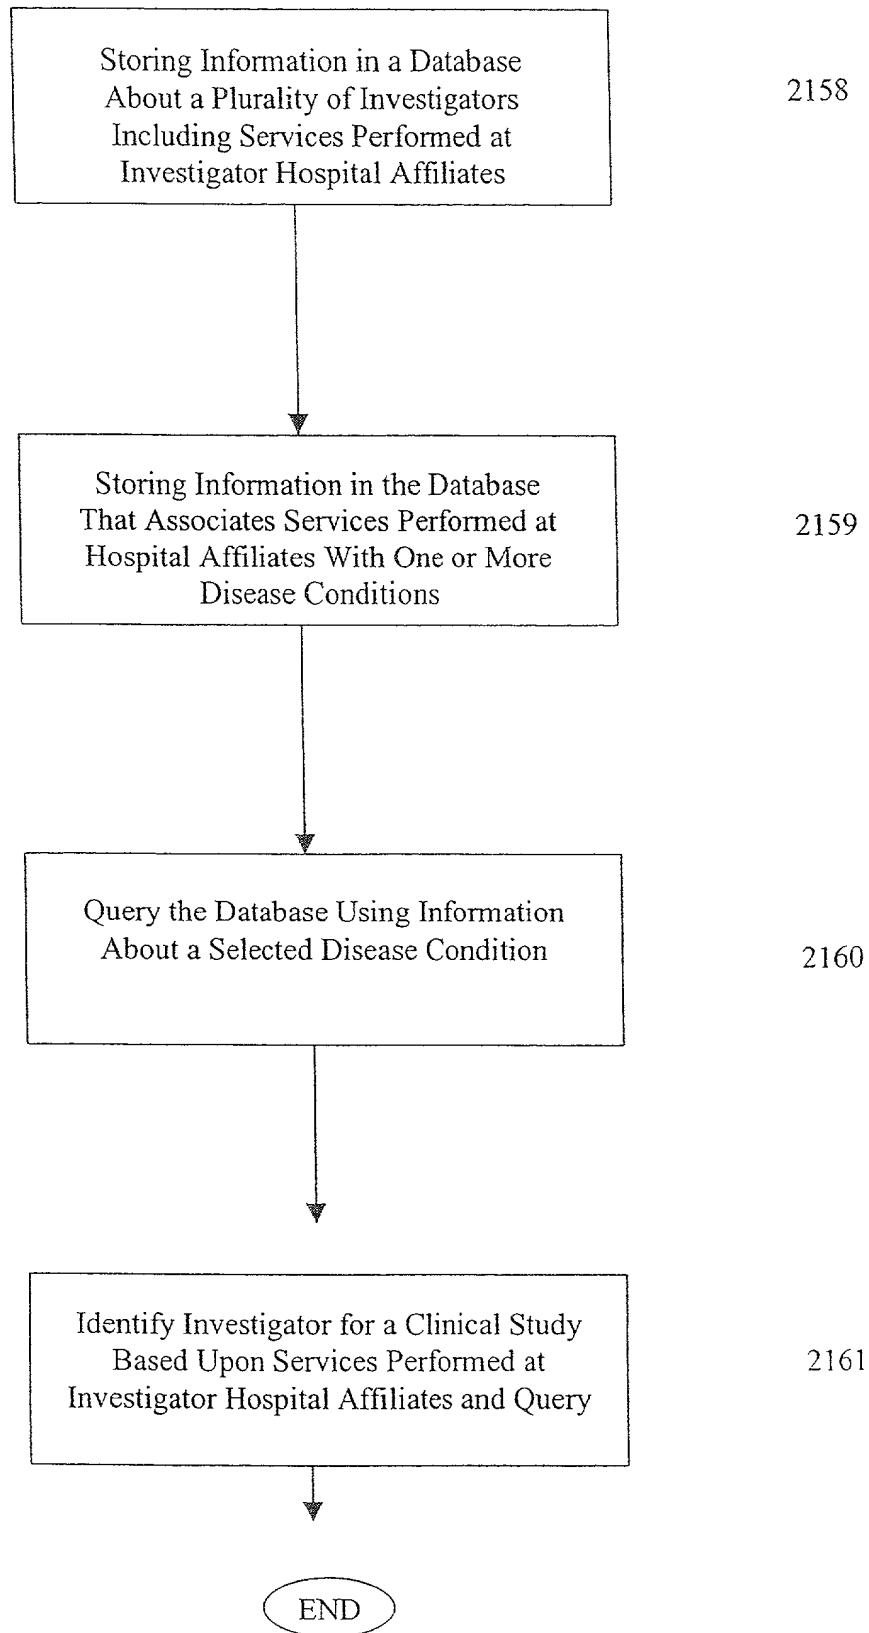 Storing Information in a Database
About a Plurality of Investigators
Including Services Performed at
Investigator Hospital Affiliates
2158
Storing Information in the Database
That Associates Services Performed at
Hospital Affiliates With One or More
Disease Conditions
2159
Query the Database Using Information
About a Selected Disease Condition
2160
Identify Investigator for a Clinical Study
Based Upon Services Performed at
Investigator Hospital Affiliates and Query
2161
END